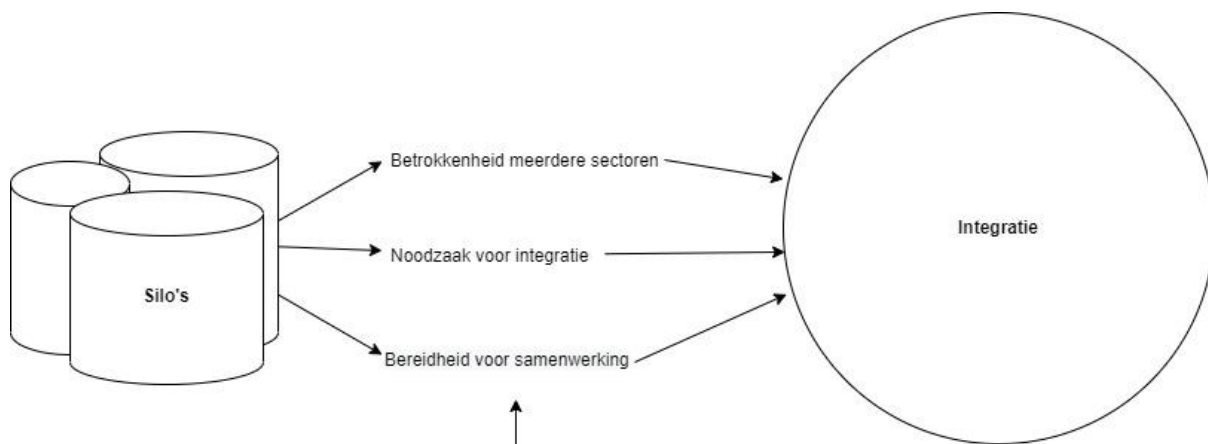 Betrokkenheid meerdere sectoren
Noodzaak voor integratie
Integratie
Silo's
Bereidheid voor samenwerking